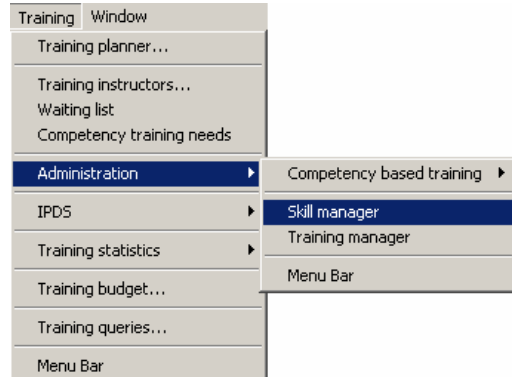 Training Window
Training planner...
Training instructors...
Waiting list
Competency training needs
Administration
IPDS
Training statistics
Training budget...
Training queries...
Menu Bar
Competency based training
Skill manager
Training manager
Menu Bar